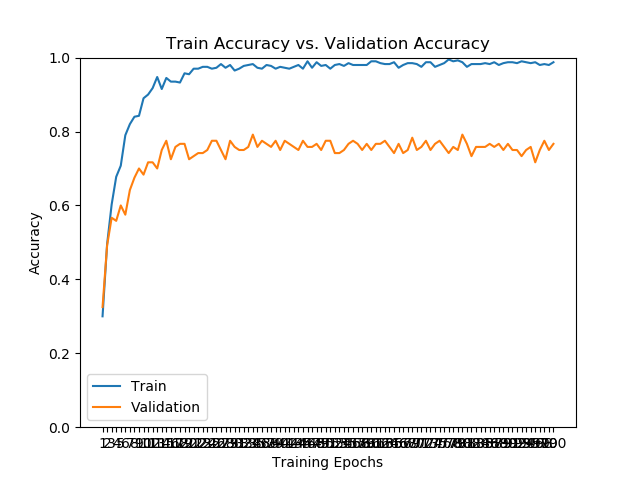 Train Accuracy vs. Validation Accuracy
1.0
0.8
0.6
0.4
0.2
0.0
Accuracy
Train
Validation
Training Epochs